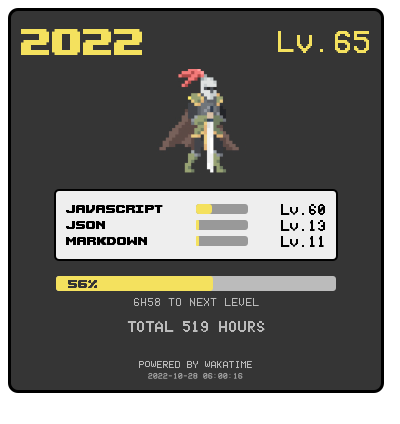 2022 Lv.65
JAVASCRIPT Lv.60
JSON Lv.13
MARKDOWN Lv.11
56%
6H58 TO NEXT LEVEL
TOTAL 519 HOURS
POWERED BY WAKATIME
2022-10-28 06:00:16